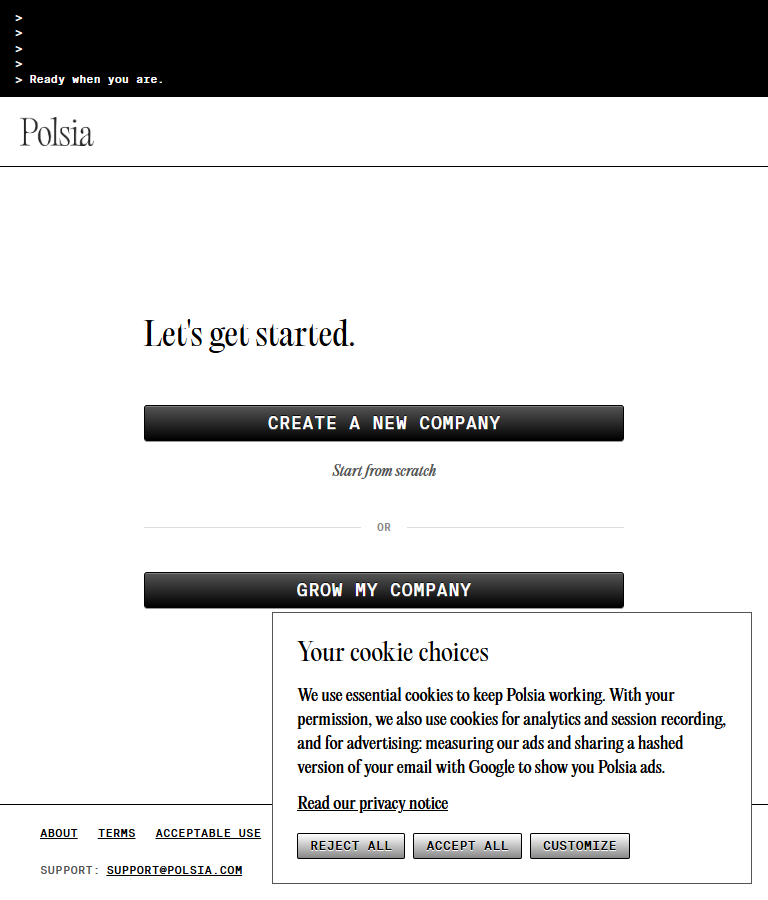 >
>
>
>
> Ready when you are.
Polsia
Let's get started.
CREATE A NEW COMPANY
Start from scratch
OR
GROW MY COMPANY
Your cookie choices
We use essential cookies to keep Polsia working. With your
permission, we also use cookies for analytics and session recording,
and for advertising: measuring our ads and sharing a hashed
version of your email with Google to show you Polsia ads.
Read our privacy notice
REJECT ALL ACCEPT ALL CUSTOMIZE
ABOUT TERMS ACCEPTABLE USE
SUPPORT: SUPPORT@POLSIA.COM